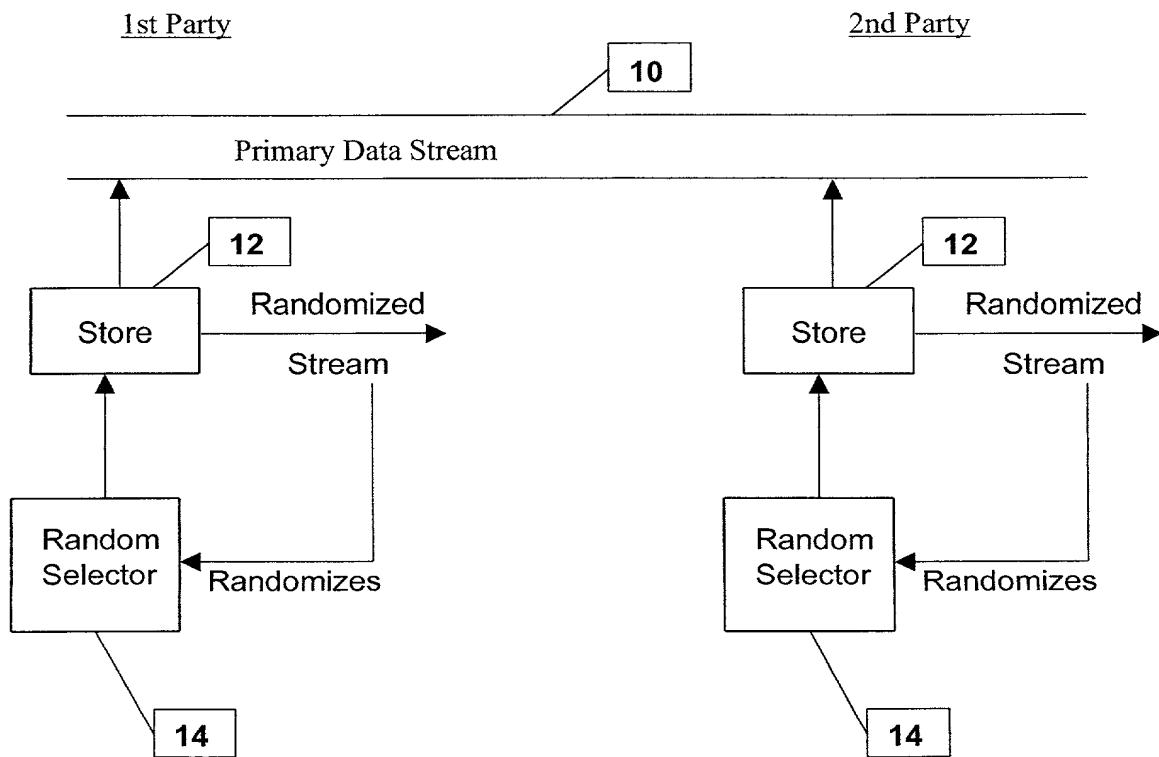 1st Party
2nd Party
10
Primary Data Stream
12
12
Store
Randomized
Stream
Store
Randomized
Stream
Random
Selector
Randomizes
Random
Selector
Randomizes
14
14